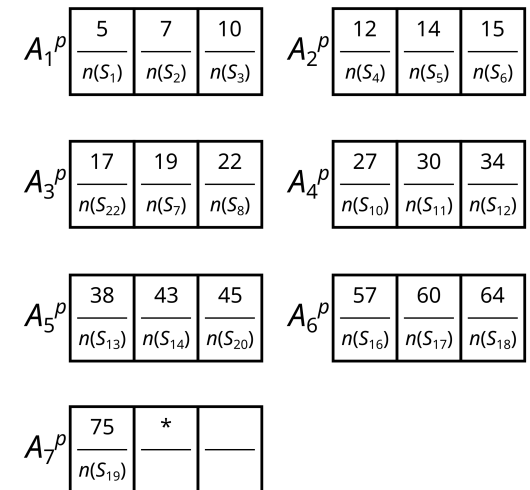 A₁ᵖ 5 7 10 A₂ᵖ 12 14 15
n(S₁) n(S₂) n(S₃) n(S₄) n(S₅) n(S₆)
A₃ᵖ 17 19 22 A₄ᵖ 27 30 34
n(S₂₂) n(S₇) n(S₈) n(S₁₀) n(S₁₁) n(S₁₂)
A₅ᵖ 38 43 45 A₆ᵖ 57 60 64
n(S₁₃) n(S₁₄) n(S₂₀) n(S₁₆) n(S₁₇) n(S₁₈)
A₇ᵖ 75 *
n(S₁₉)